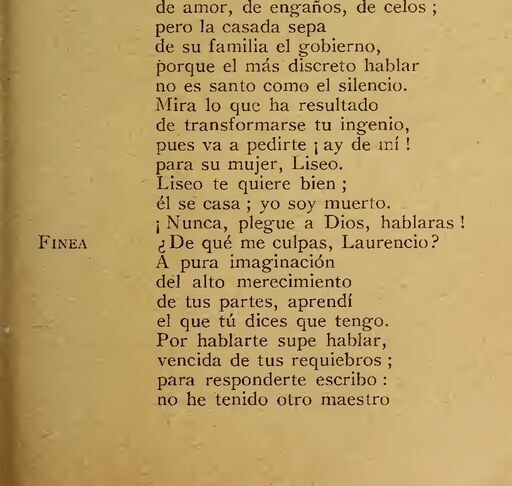 de amor, de engaños, de celos ;
pero la casada sepa
de su familia el gobierno,
porque el más discreto hablar
no es santo como el silencio.
Mira lo que ha resultado
de transformarse tu ingenio,
pues va a pedirte ¡ ay de mí !
para su mujer, Liseo.
Liseo te quiere bien ;
él se casa ; yo soy muerto.
¡ Nunca, plegue a Dios, hablaras !
FINEA ¿ De qué me culpas, Laurencio?
A pura imaginación
del alto merecimiento
de tus partes, aprendí
el que tú dices que tengo.
Por hablarte supe hablar,
vencida de tus requiebros ;
para responderte escribo :
no he tenido otro maestro